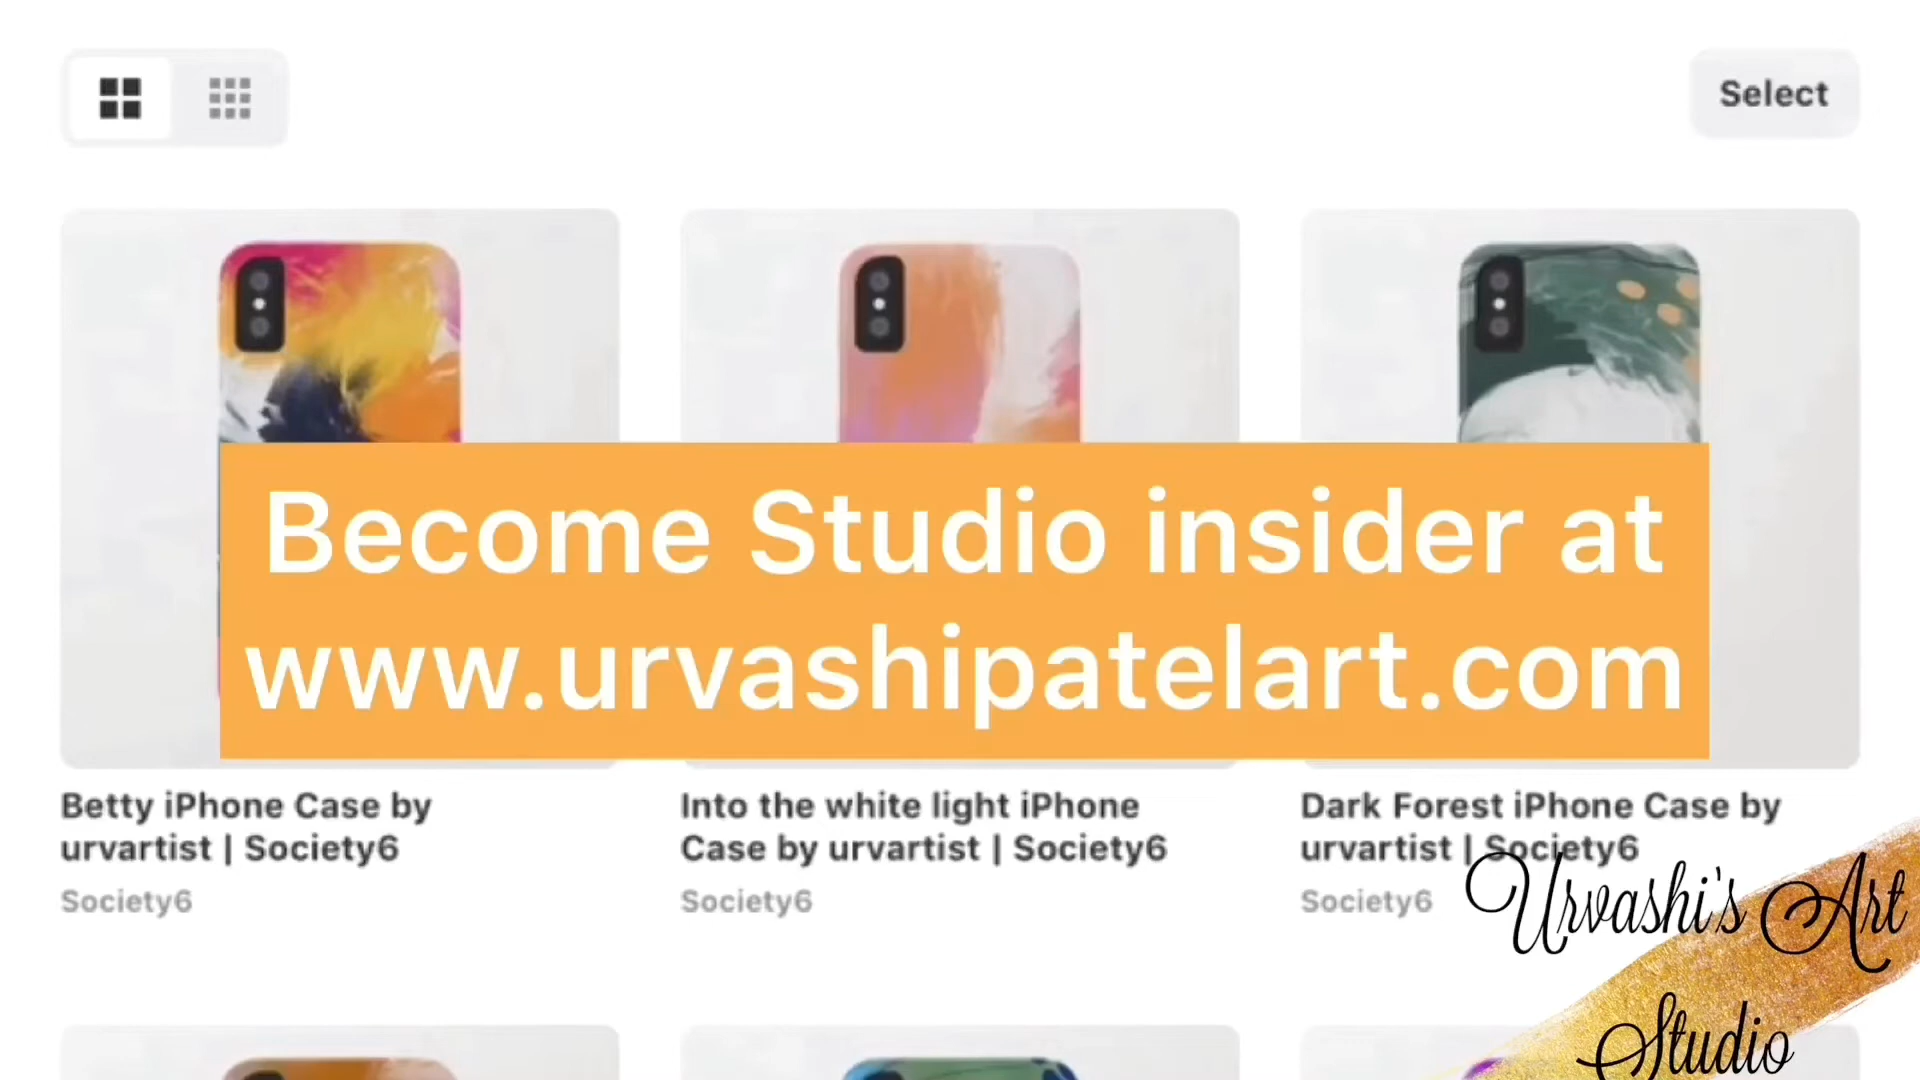 Select
Become Studio insider at
www.urvashipatelart.com
Betty iPhone Case by
urvartist | Society6
Society6
Into the white light iPhone
Case by urvartist | Society6
Society6
Dark Forest iPhone Case by
urvartist | Society6
Society6
Urvashi's Art
Studio